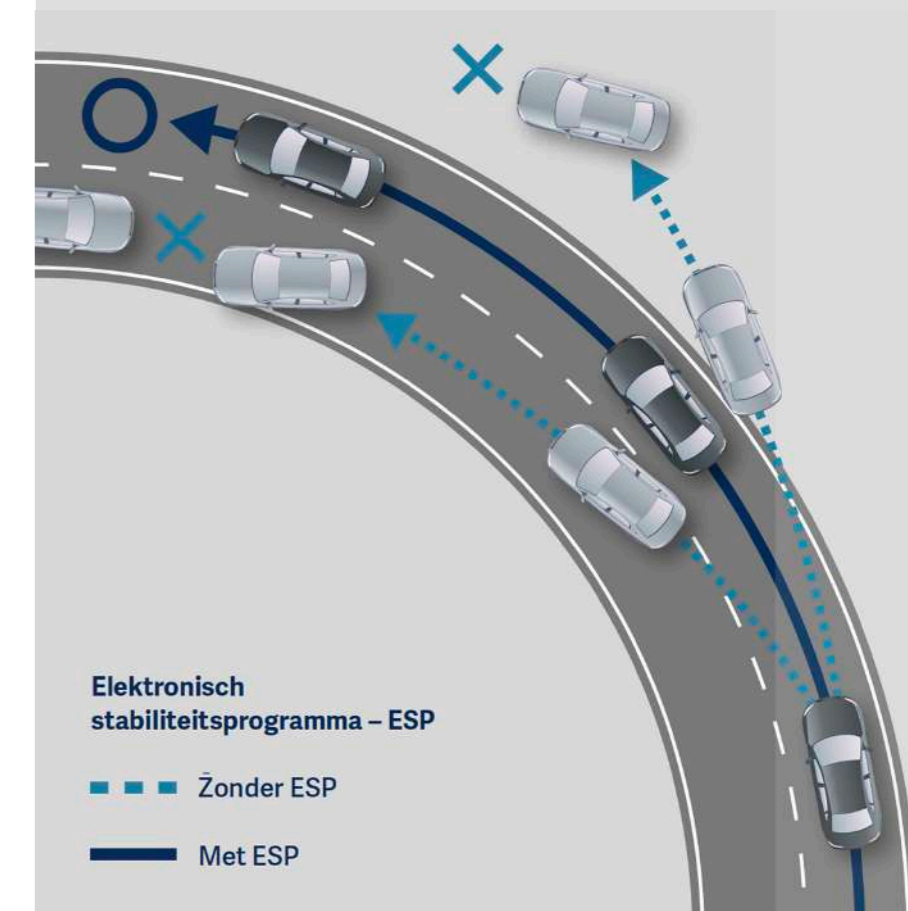 Elektronisch
stabiliteitsprogramma – ESP
Zonder ESP
Met ESP